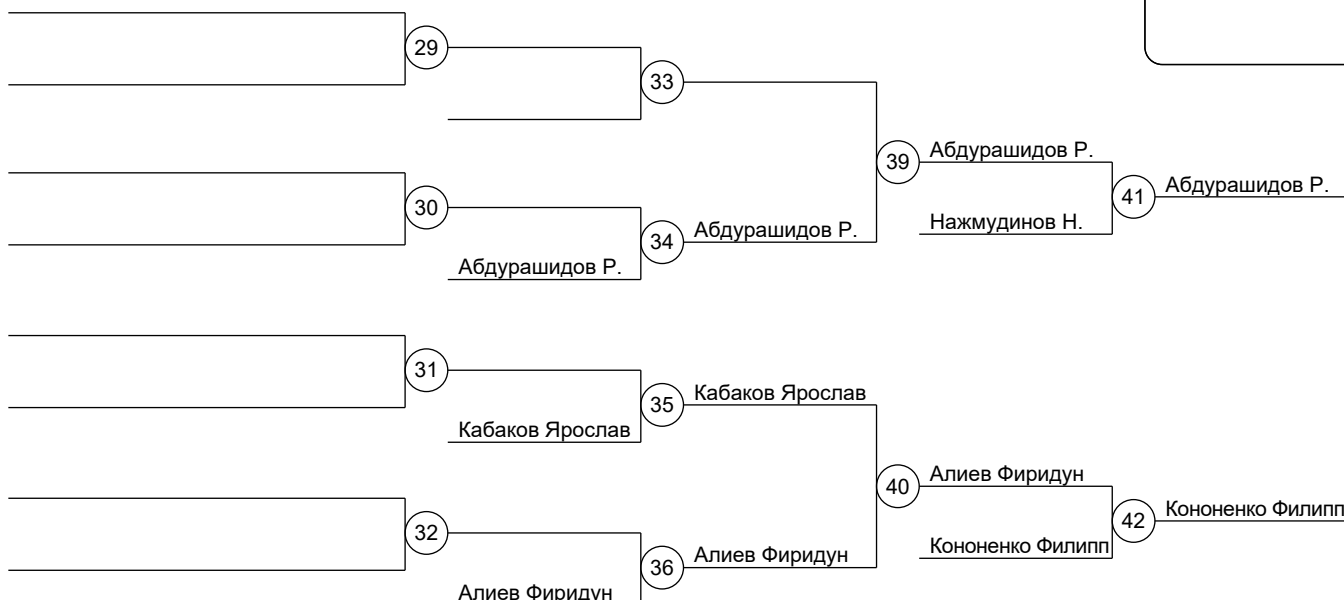 29
33
Абдурашидов Р.
39
41
Абдурашидов Р.
30
Нажмудинов Н.
Абдурашидов Р.
34
Абдурашидов Р.
31
Кабаков Ярослав
35
Кабаков Ярослав
Алиев Фиридун
40
Кононенко Филипп
42
32
Кононенко Филипп
Алиев Фиридун
36
Алиев Фиридун